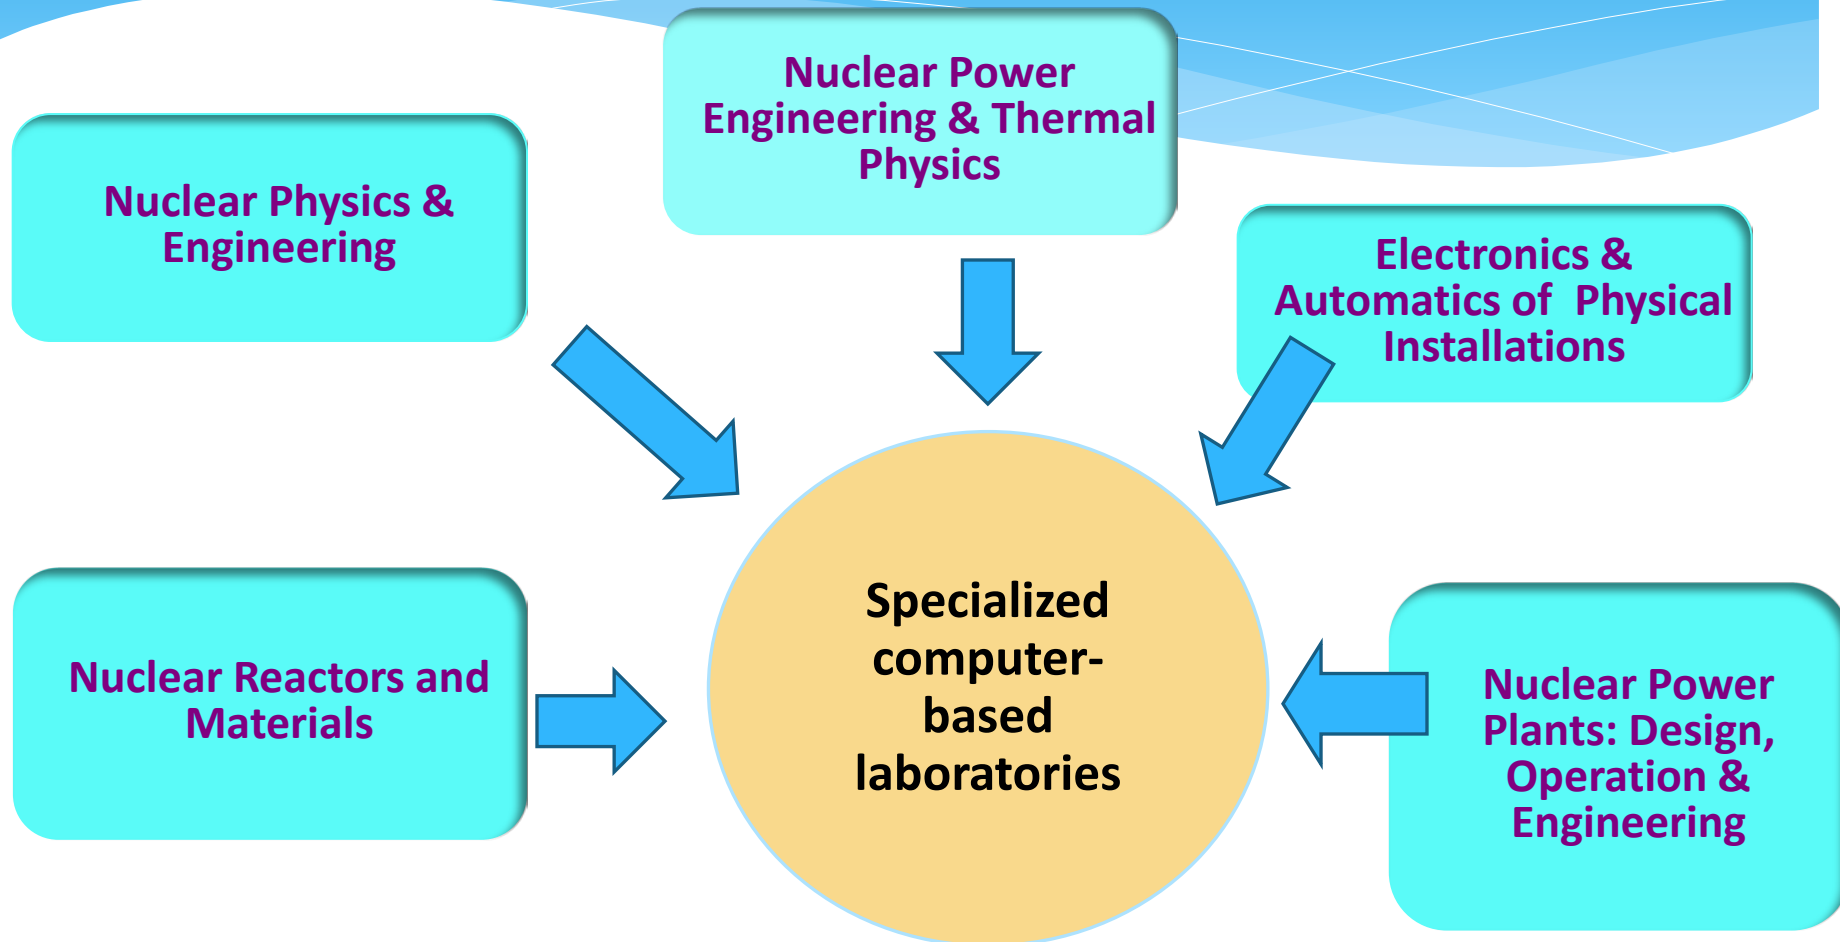 Nuclear Power
Engineering & Thermal
Physics
Nuclear Physics &
Engineering
Electronics &
Automatics of  Physical
Installations
Specialized
computer-
based
laboratories
Nuclear Reactors and
Materials
Nuclear Power
Plants: Design,
Operation &
Engineering